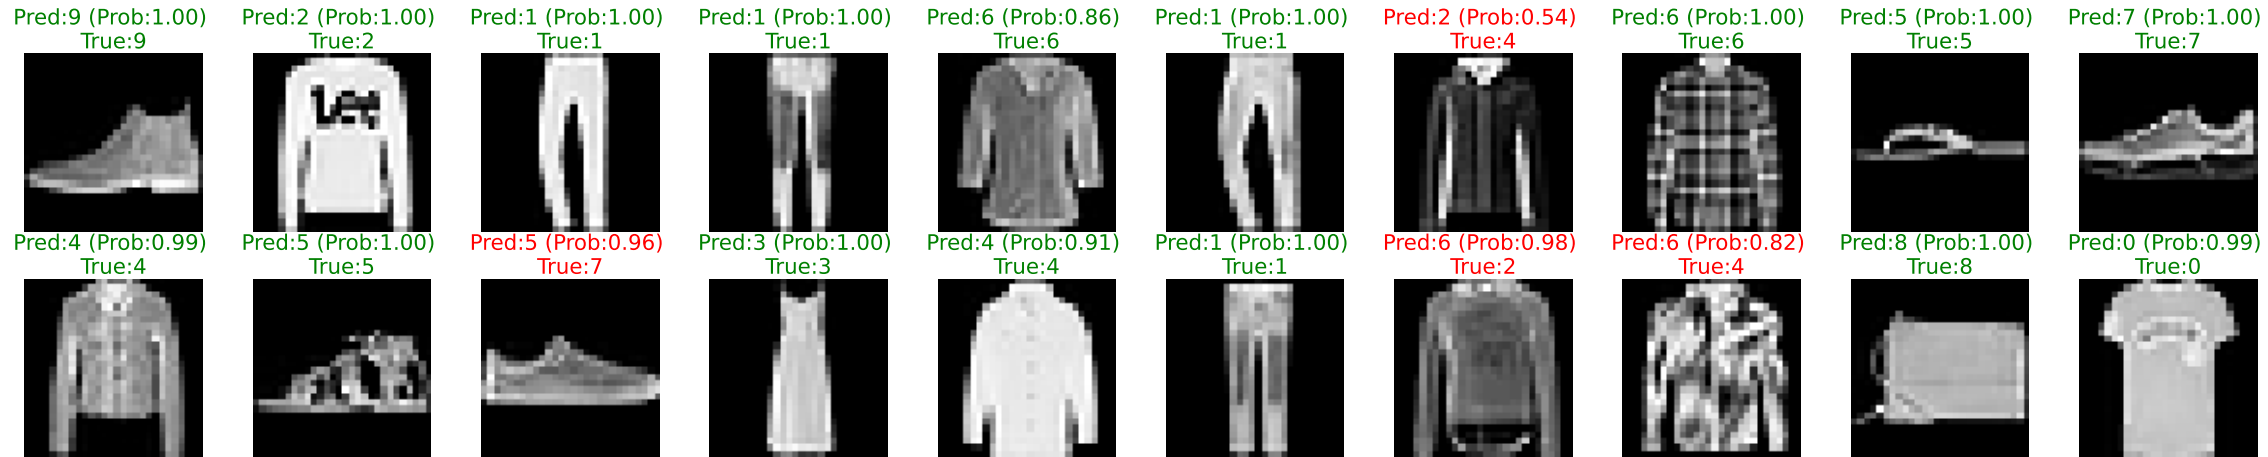 Pred:9 (Prob:1.00) Pred:2 (Prob:1.00) Pred:1 (Prob:1.00) Pred:1 (Prob:1.00) Pred:6 (Prob:0.86) Pred:1 (Prob:1.00) Pred:2 (Prob:0.54) Pred:6 (Prob:1.00) Pred:5 (Prob:1.00) Pred:7 (Prob:1.00)
True:9 True:2 True:1 True:1 True:6 True:1 True:4 True:6 True:5 True:7
Lee
Pred:4 (Prob:0.99) Pred:5 (Prob:1.00) Pred:5 (Prob:0.96) Pred:3 (Prob:1.00) Pred:4 (Prob:0.91) Pred:1 (Prob:1.00) Pred:6 (Prob:0.98) Pred:6 (Prob:0.82) Pred:8 (Prob:1.00) Pred:0 (Prob:0.99)
True:4 True:5 True:7 True:3 True:4 True:1 True:2 True:4 True:8 True:0